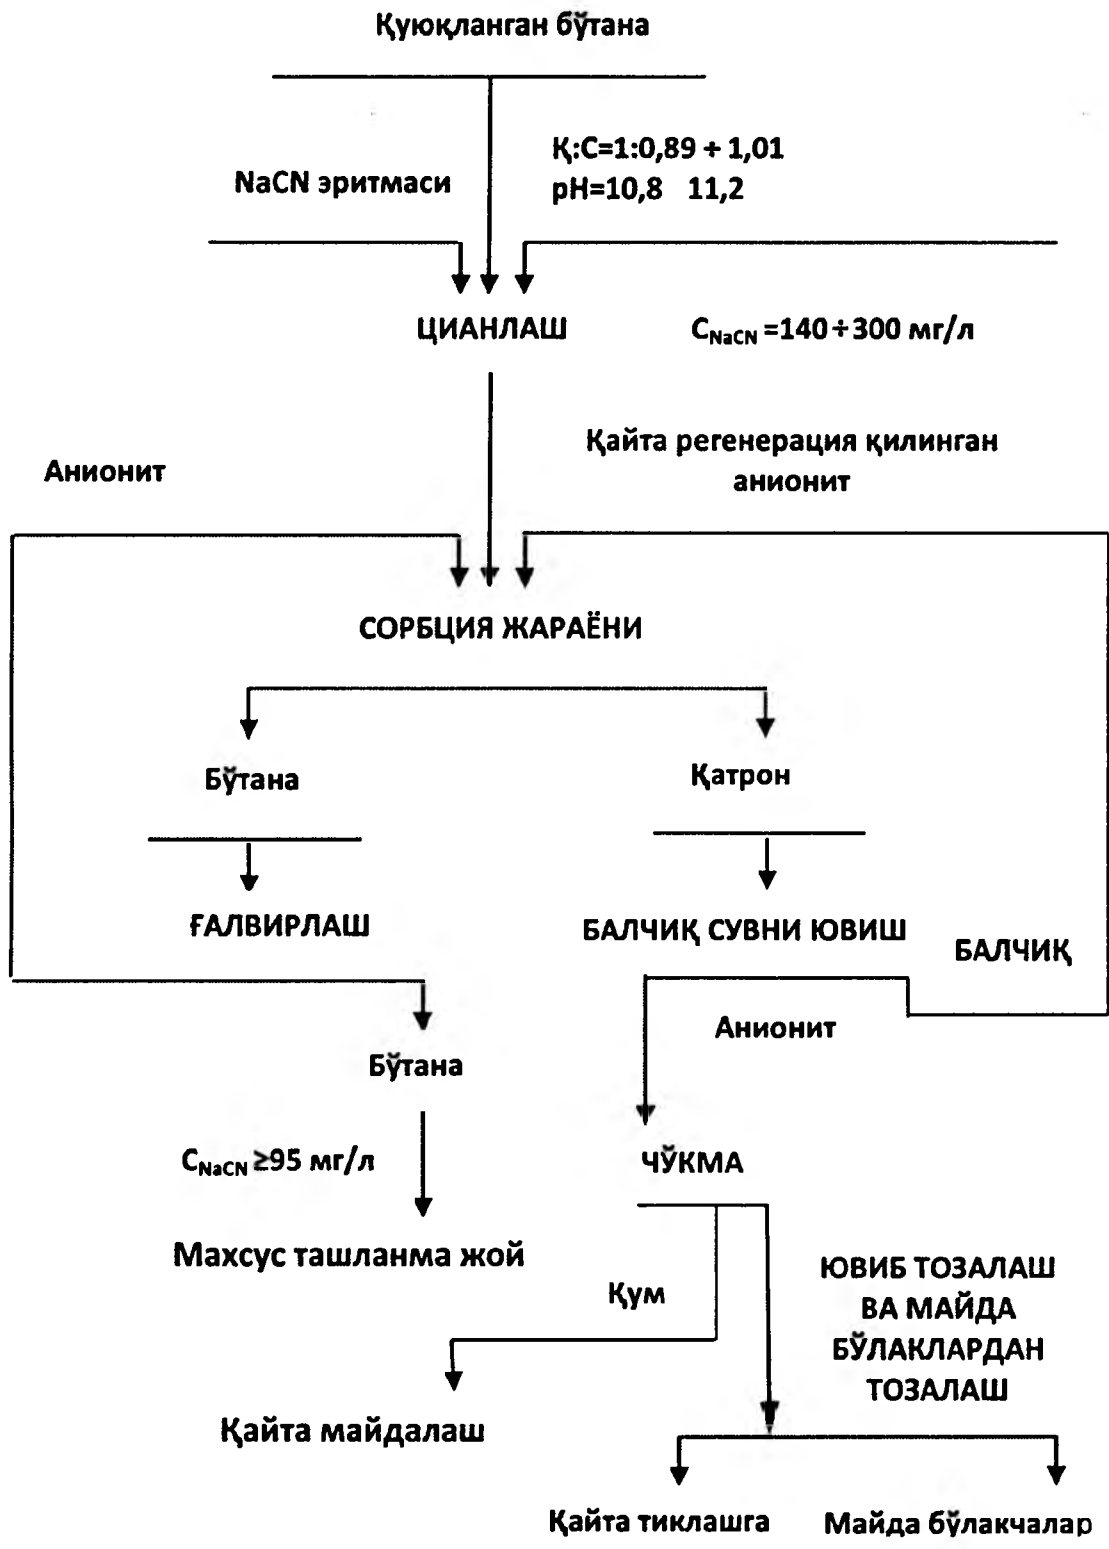 Қуюқланган бўтана
Қ:С=1:0,89 + 1,01
NaCN эритмаси
pH=10,8 11,2
ЦИАНЛАШ
C_NaCN =140÷300 мг/л
Қайта регенерация қилинган
анионит
Анионит
СОРБЦИЯ ЖАРАЁНИ
Бўтана
Қатрон
ҒАЛВИРЛАШ
БАЛЧИҚ СУВНИ ЮВИШ
БАЛЧИҚ
Анионит
Бўтана
C_NaCN ≥95 мг/л
ЧЎКМА
Махсус ташланма жой
Қум
ЮВИБ ТОЗАЛАШ
ВА МАЙДА
БЎЛАКЛАРДАН
ТОЗАЛАШ
Қайта майдалаш
Қайта тиклашга
Майда бўлакчалар